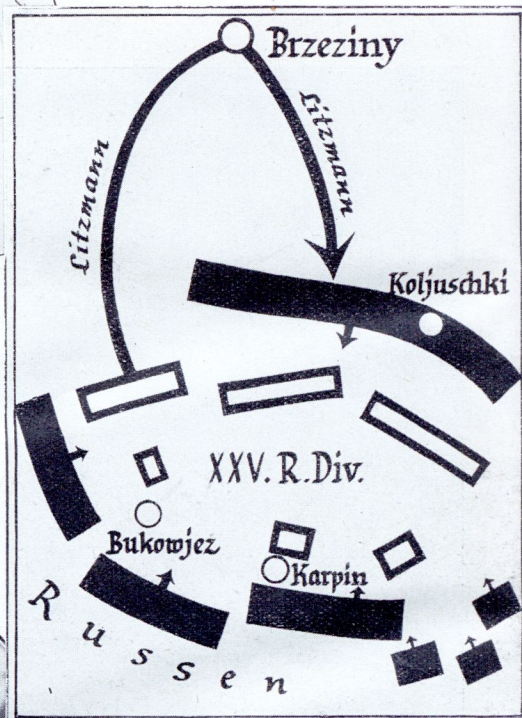 Brzeziny
Litzmann
Litzmann
Koljuschki
XXV. R. Div.
Bukowjez
Karpin
Russen